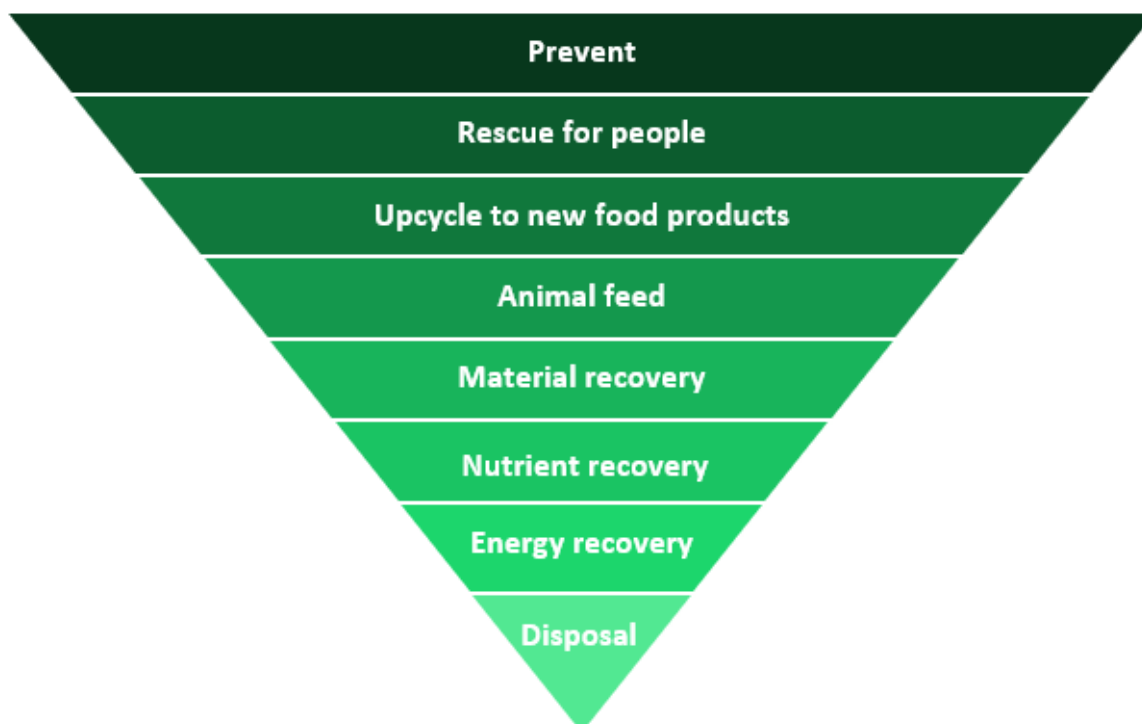 Prevent
Rescue for people
Upcycle to new food products
Animal feed
Material recovery
Nutrient recovery
Energy recovery
Disposal